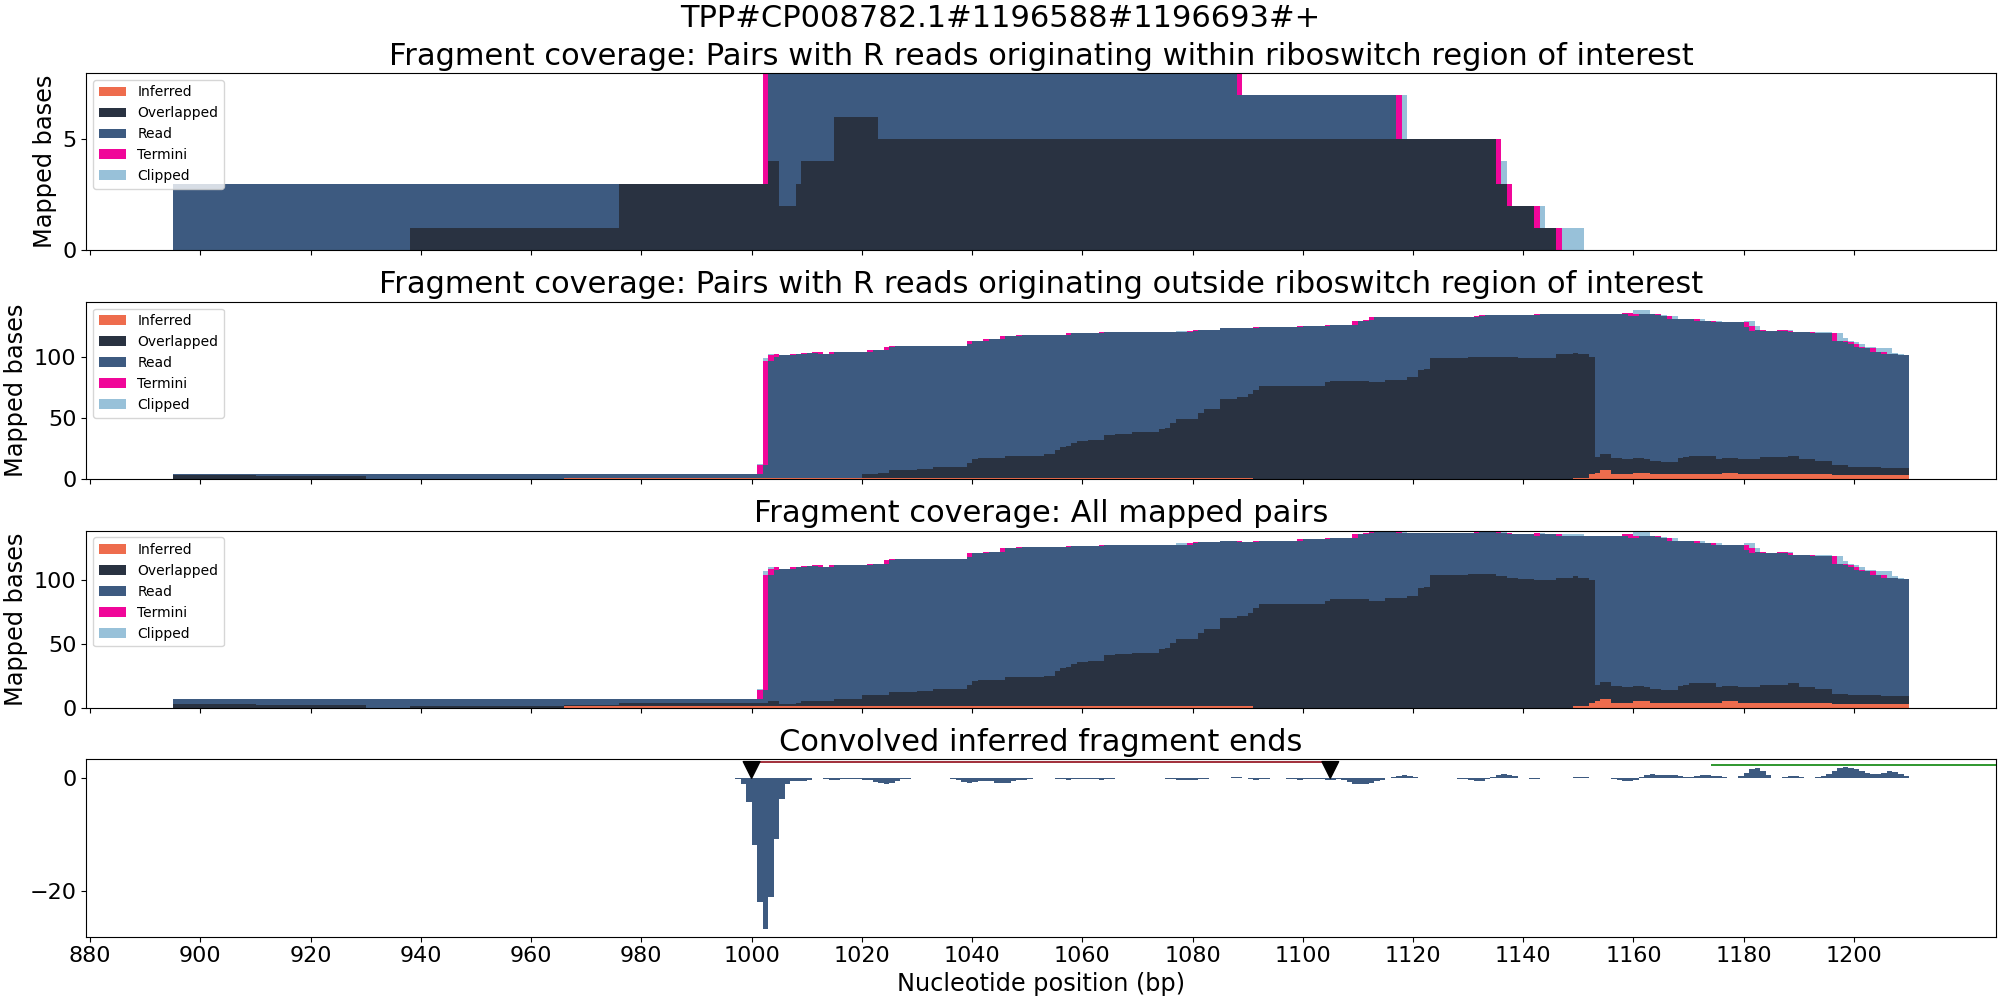 TPP#CP008782.1#1196588#1196693#+
Fragment coverage: Pairs with R reads originating within riboswitch region of interest
Mapped bases
5
0
Inferred
Overlapped
Read
Termini
Clipped
Fragment coverage: Pairs with R reads originating outside riboswitch region of interest
Mapped bases
100
50
0
Inferred
Overlapped
Read
Termini
Clipped
Fragment coverage: All mapped pairs
Mapped bases
100
50
0
Inferred
Overlapped
Read
Termini
Clipped
Convolved inferred fragment ends
0
−20
880 900 920 940 960 980 1000 1020 1040 1060 1080 1100 1120 1140 1160 1180 1200
Nucleotide position (bp)